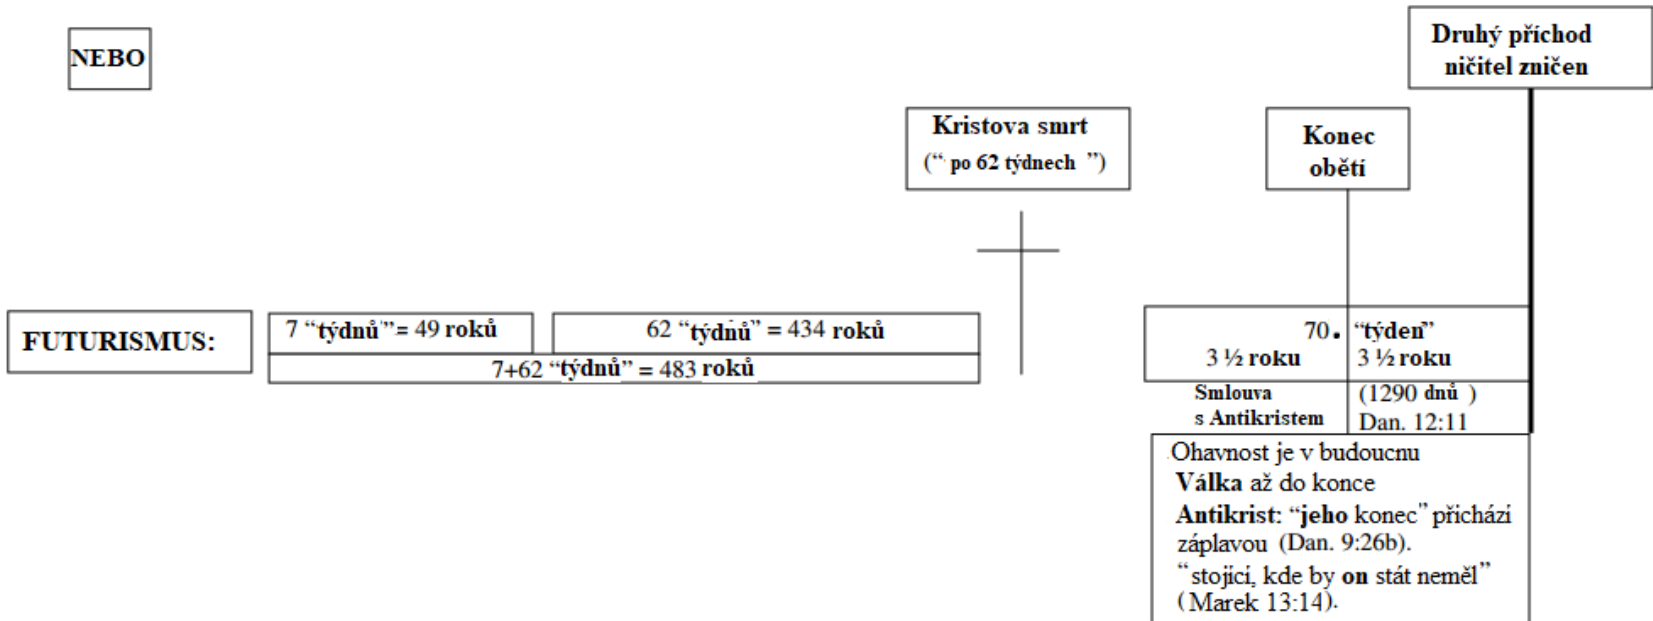 NEBO
Druhý příchod
ničitel zničen
Kristova smrt
(“ po 62 týdnech ”)
Konec
obětí
FUTURISMUS:
7 “týdnů”= 49 roků
62 “týdnů” = 434 roků
7+62 “týdnů” = 483 roků
70. “týden”
3 ½ roku 3 ½ roku
Smlouva
s Antikristem
(1290 dnů )
Dan. 12:11
Ohavnost je v budoucnu
Válka až do konce
Antikrist: “jeho konec” přichází
záplavou (Dan. 9:26b).
“stojící, kde by on stát neměl”
(Marek 13:14).